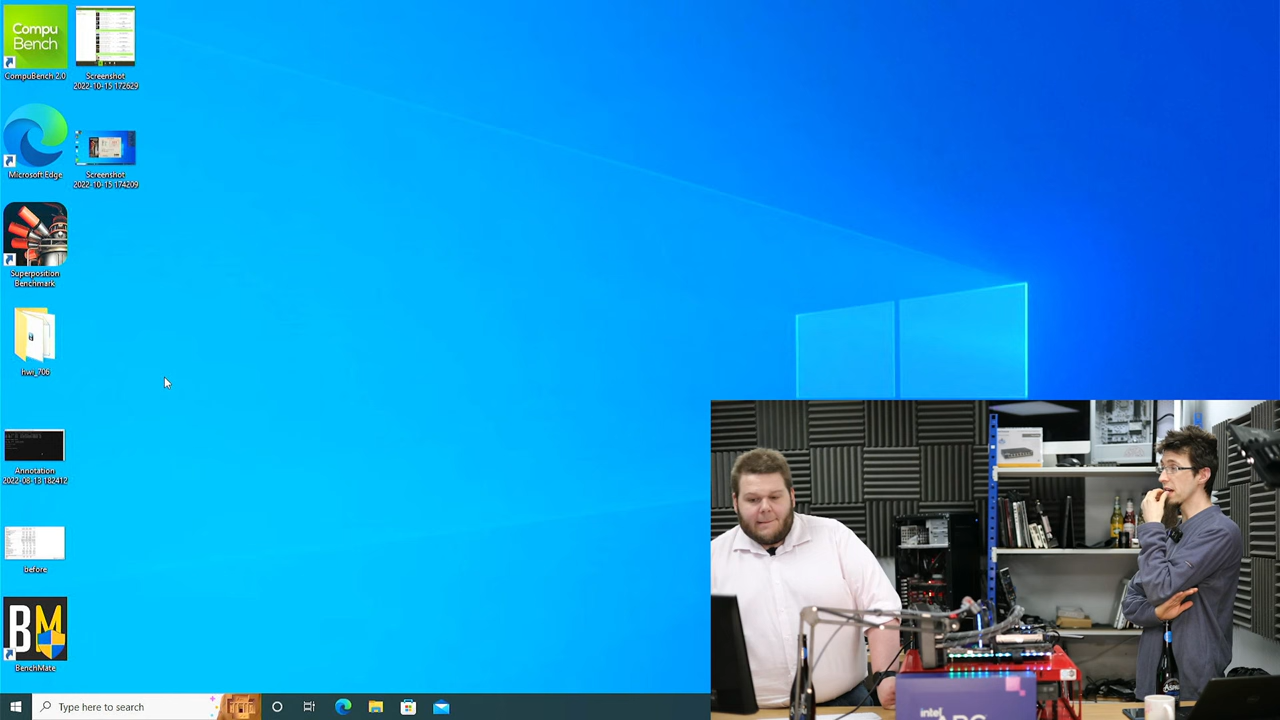 Compu
Bench
CompuBench 2.0
Screenshot
2022-10-15 172629
Microsoft Edge
Screenshot
2022-10-15 174209
Superposition
Benchmark
hwi_706
Annotation
2022-08-13 182412
Before
BM
BenchMate
Type here to search
intel
ARC